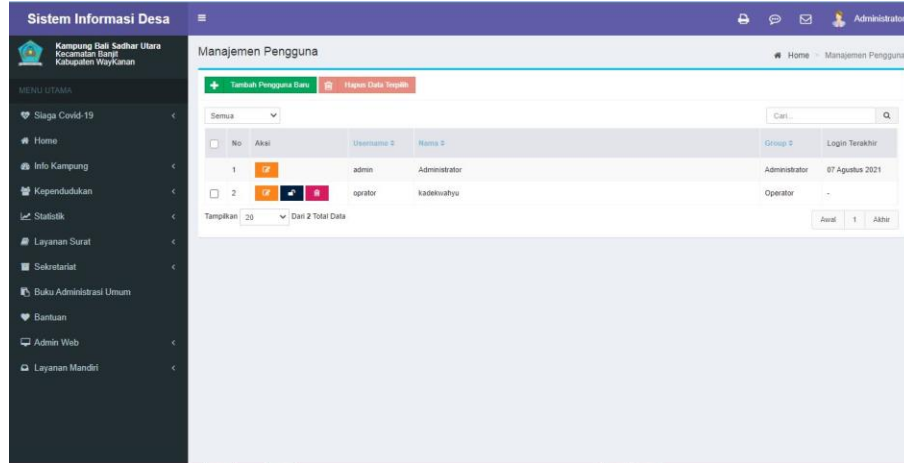 Sistem Informasi Desa
Administrator
Kampung Bali Sadhar Utara
Kecamatan Banjit
Kabupaten WayKanan
Manajemen Pengguna
Home > Manajemen Pengguna
MENU UTAMA
Tambah Pengguna Baru
Hapus Data Terpilih
Siaga Covid-19
Semua
Cari...
Home
No Aksi Username Nama Group Login Terakhir
Info Kampung
1 admin Administrator Administrator 07 Agustus 2021
Kependudukan
2 oprator kadekwahyu Operator -
Statistik
Tampilkan 20 Dari 2 Total Data
Awal 1 Akhir
Layanan Surat
Sekretariat
Buku Administrasi Umum
Bantuan
Admin Web
Layanan Mandiri